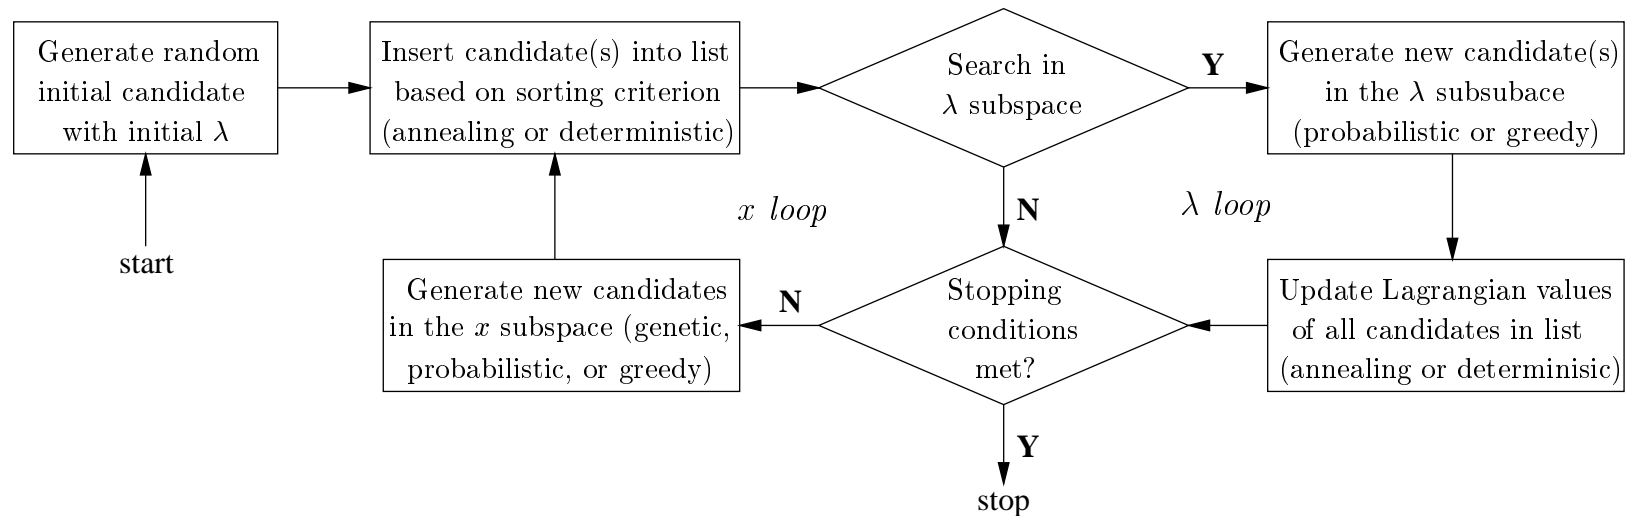 Generate random
initial candidate
with initial λ
Insert candidate(s) into list
based on sorting criterion
(annealing or deterministic)
Search in
λ subspace
Y
Generate new candidate(s)
in the λ subsubace
(probabilistic or greedy)
x loop
N
λ loop
start
Generate new candidates
in the x subspace (genetic,
probabilistic, or greedy)
N
Stopping
conditions
met?
Update Lagrangian values
of all candidates in list
(annealing or determinisic)
Y
stop